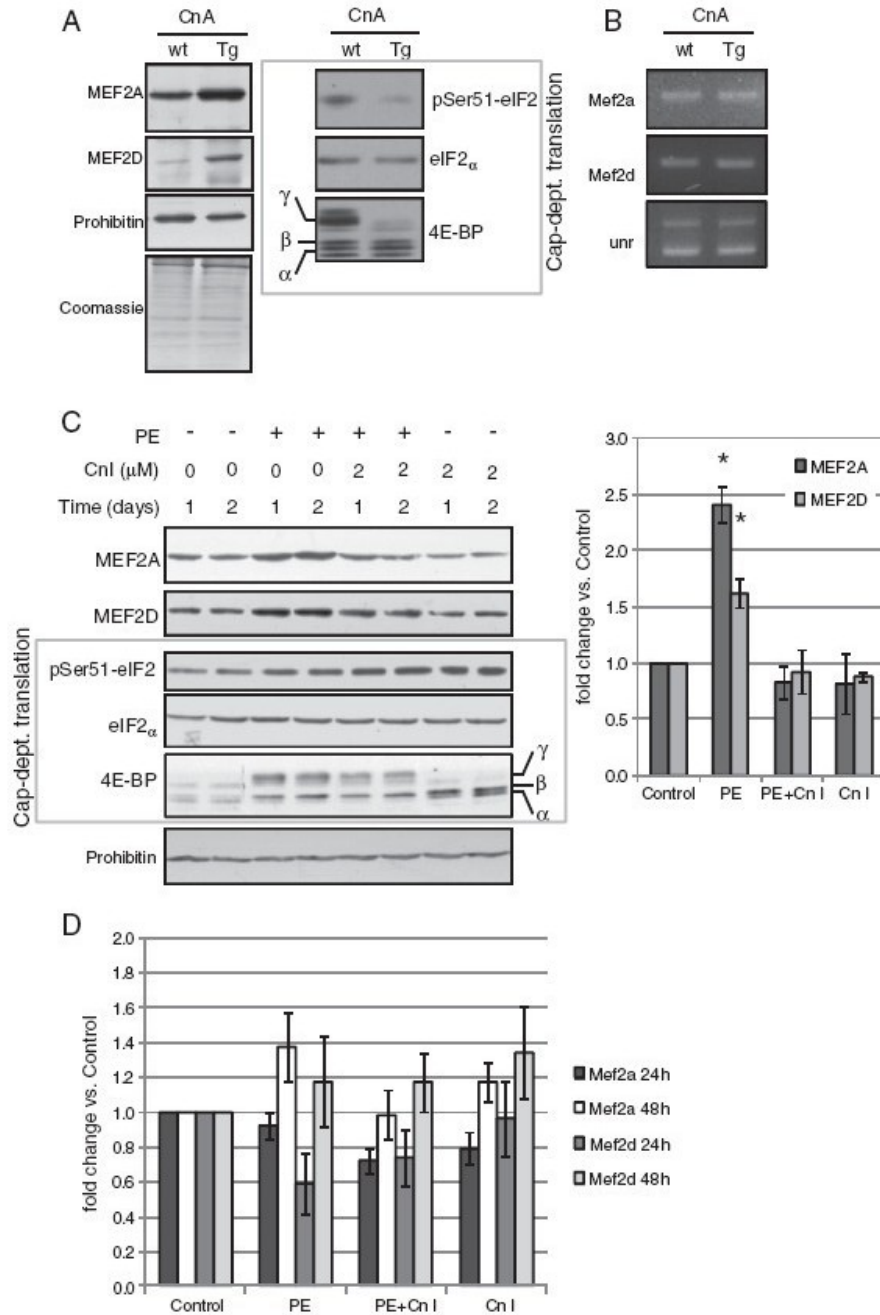 A
CnA
wt Tg
MEF2A
MEF2D
Prohibitin
Coomassie
CnA
wt Tg
pSer51-eIF2
eIF2α
γ
β
α
4E-BP
Cap-dept. translation
B
CnA
wt Tg
Mef2a
Mef2d
unr
C
PE - - + + + + - -
CnI (μM) 0 0 0 0 2 2 2 2
Time (days) 1 2 1 2 1 2 1 2
MEF2A
MEF2D
Cap-dept. translation
pSer51-eIF2
eIF2α
4E-BP
γ
β
α
Prohibitin
fold change vs. Control
3.0
2.5
2.0
1.5
1.0
0.5
0.0
* *
MEF2A
MEF2D
Control PE PE+Cn I Cn I
D
fold change vs. Control
2.0
1.8
1.6
1.4
1.2
1.0
0.8
0.6
0.4
0.2
0.0
Control PE PE+Cn I Cn I
Mef2a 24h
Mef2a 48h
Mef2d 24h
Mef2d 48h